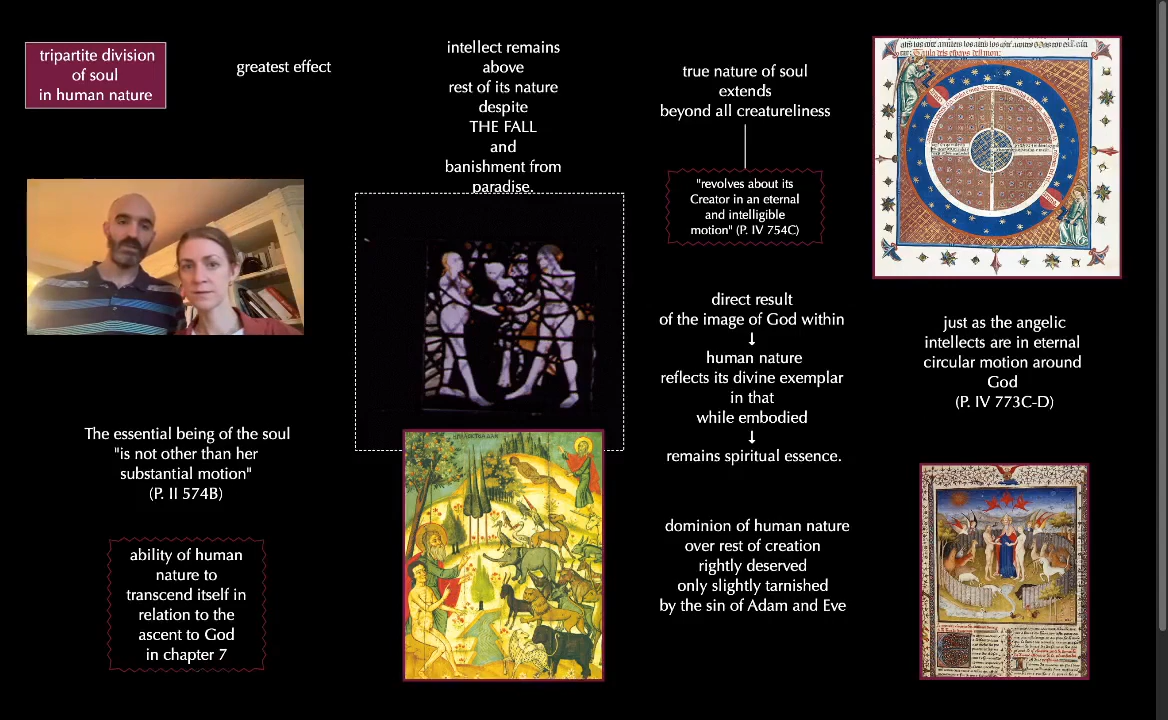 tripartite division
of soul
in human nature
greatest effect
intellect remains
above
rest of its nature
despite
THE FALL
and
banishment from
paradise.
true nature of soul
extends
beyond all creatureliness
"revolves about its
Creator in an eternal
and intelligible
motion" (P. IV 754C)
direct result
of the image of God within
↓
human nature
reflects its divine exemplar
in that
while embodied
↓
remains spiritual essence.
just as the angelic
intellects are in eternal
circular motion around
God
(P. IV 773C-D)
The essential being of the soul
"is not other than her
substantial motion"
(P. II 574B)
ability of human
nature to
transcend itself in
relation to the
ascent to God
in chapter 7
dominion of human nature
over rest of creation
rightly deserved
only slightly tarnished
by the sin of Adam and Eve